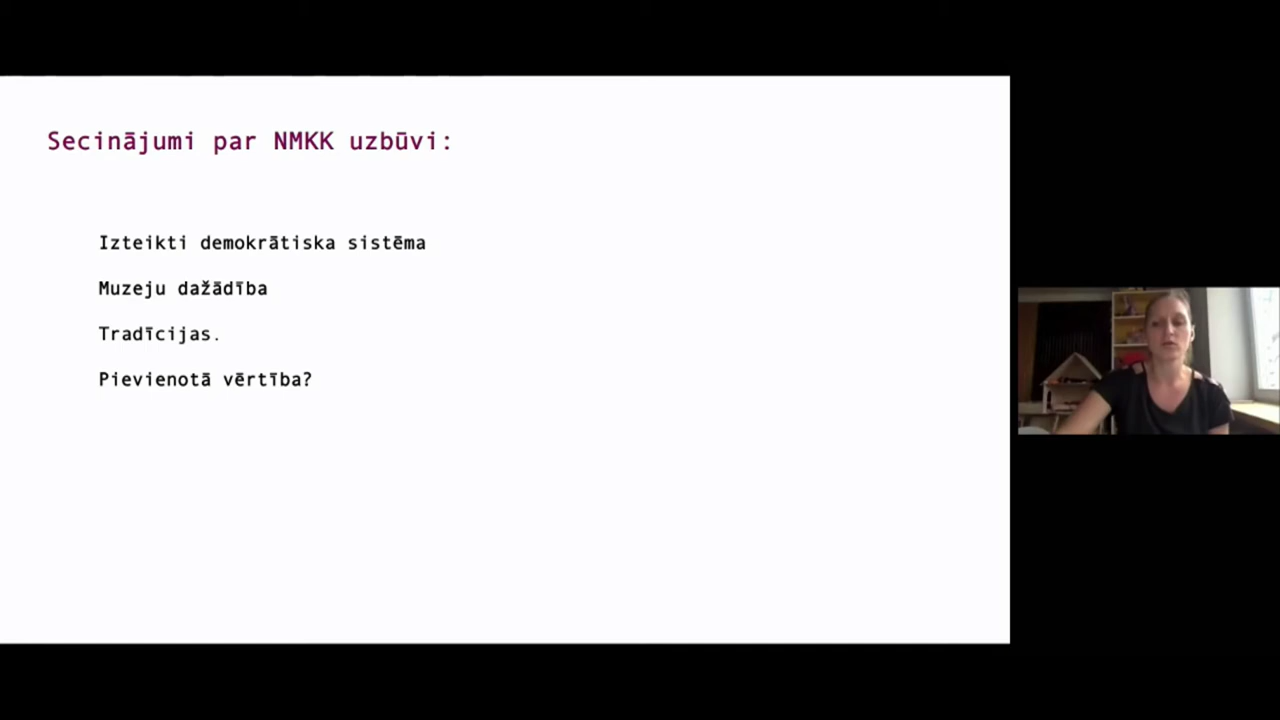 Secinājumi par NMKK uzbūvi:
Izteikti demokrātiska sistēma
Muzeju dažādība
Tradīcijas.
Pievienotā vērtība?